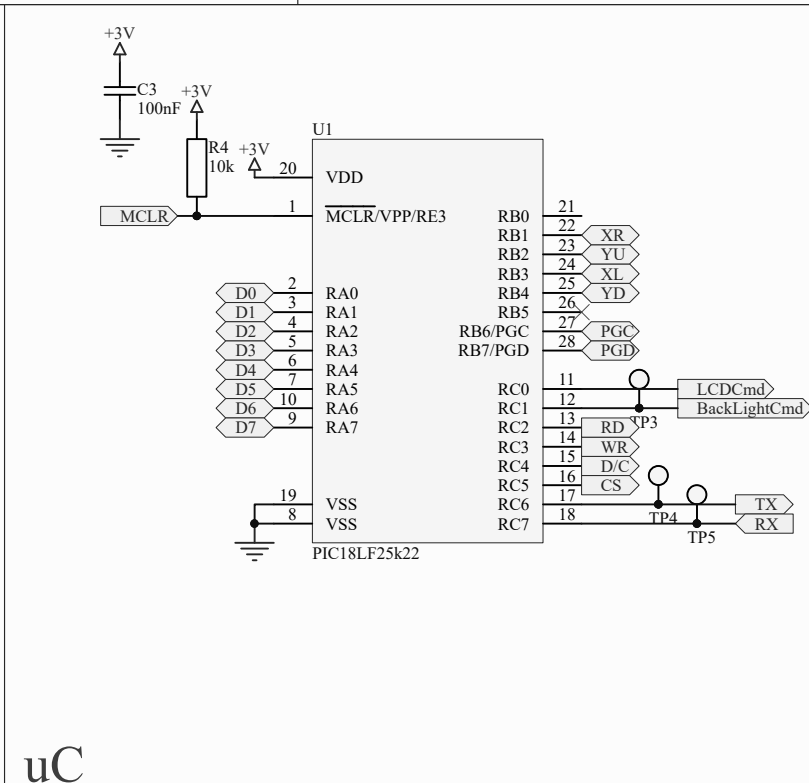 +3V
C3
100nF
+3V
R4
10k
+3V
MCLR
U1
20 VDD
1 MCLR/VPP/RE3
D0 2 RA0
D1 3 RA1
D2 4 RA2
D3 5 RA3
D4 6 RA4
D5 7 RA5
D6 10 RA6
D7 9 RA7
19 VSS
8 VSS
RB0 21
RB1 22 XR
RB2 23 YU
RB3 24 XL
RB4 25 YD
RB5 26
RB6/PGC 27 PGC
RB7/PGD 28 PGD
RC0 11 LCDCmd
RC1 12 BackLightCmd
TP3
RC2 13 RD
RC3 14 WR
RC4 15 D/C
RC5 16 CS
RC6 17 TX
TP4
RC7 18 RX
TP5
PIC18LF25k22
uC